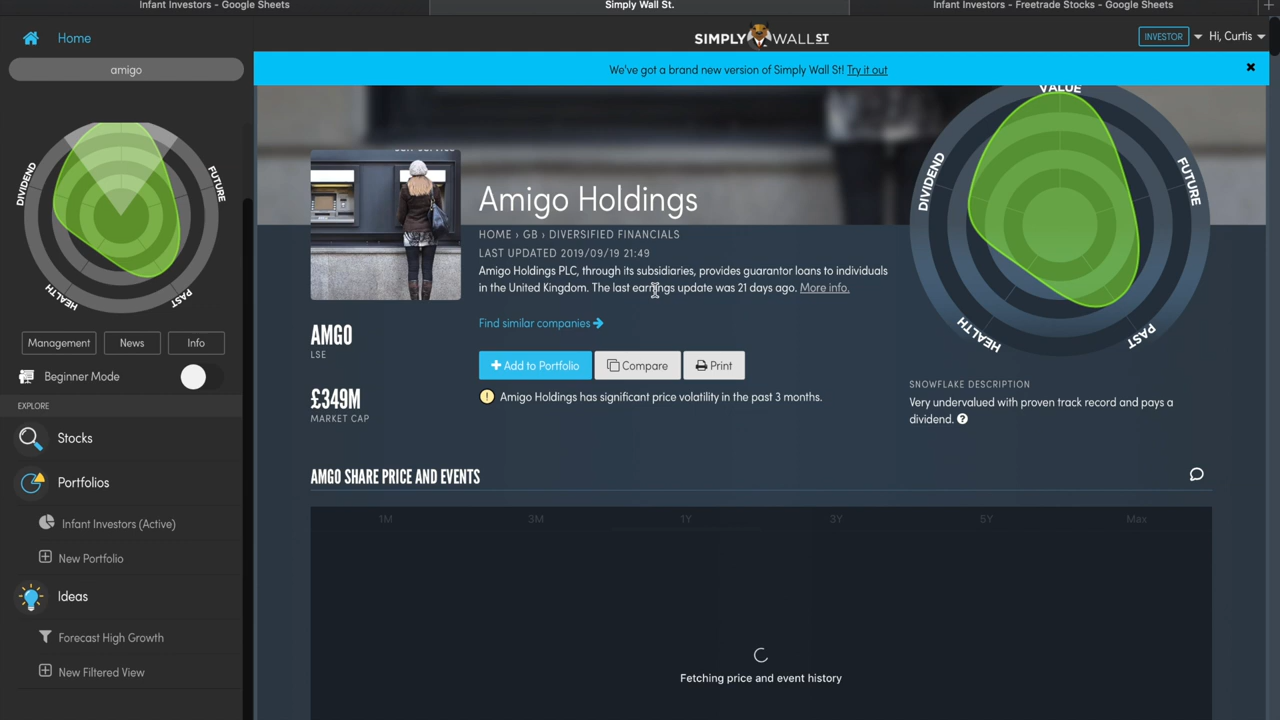 Infant Investors - Google Sheets
Simply Wall St.
Infant Investors - Freetrade Stocks - Google Sheets
Home
amigo
DIVIDEND
FUTURE
HEALTH
PAST
Management
News
Info
Beginner Mode
EXPLORE
Stocks
Portfolios
Infant Investors (Active)
New Portfolio
Ideas
Forecast High Growth
New Filtered View
SIMPLY WALL ST
INVESTOR
Hi, Curtis
We've got a brand new version of Simply Wall St! Try it out
Amigo Holdings
HOME › GB › DIVERSIFIED FINANCIALS
LAST UPDATED 2019/09/19 21:49
Amigo Holdings PLC, through its subsidiaries, provides guarantor loans to individuals
in the United Kingdom. The last earnings update was 21 days ago. More info.
Find similar companies
AMGO
LSE
£349M
MARKET CAP
Add to Portfolio
Compare
Print
! Amigo Holdings has significant price volatility in the past 3 months.
VALUE
DIVIDEND
FUTURE
HEALTH
PAST
SNOWFLAKE DESCRIPTION
Very undervalued with proven track record and pays a
dividend. ?
AMGO SHARE PRICE AND EVENTS
1M 3M 1Y 3Y 5Y Max
Fetching price and event history